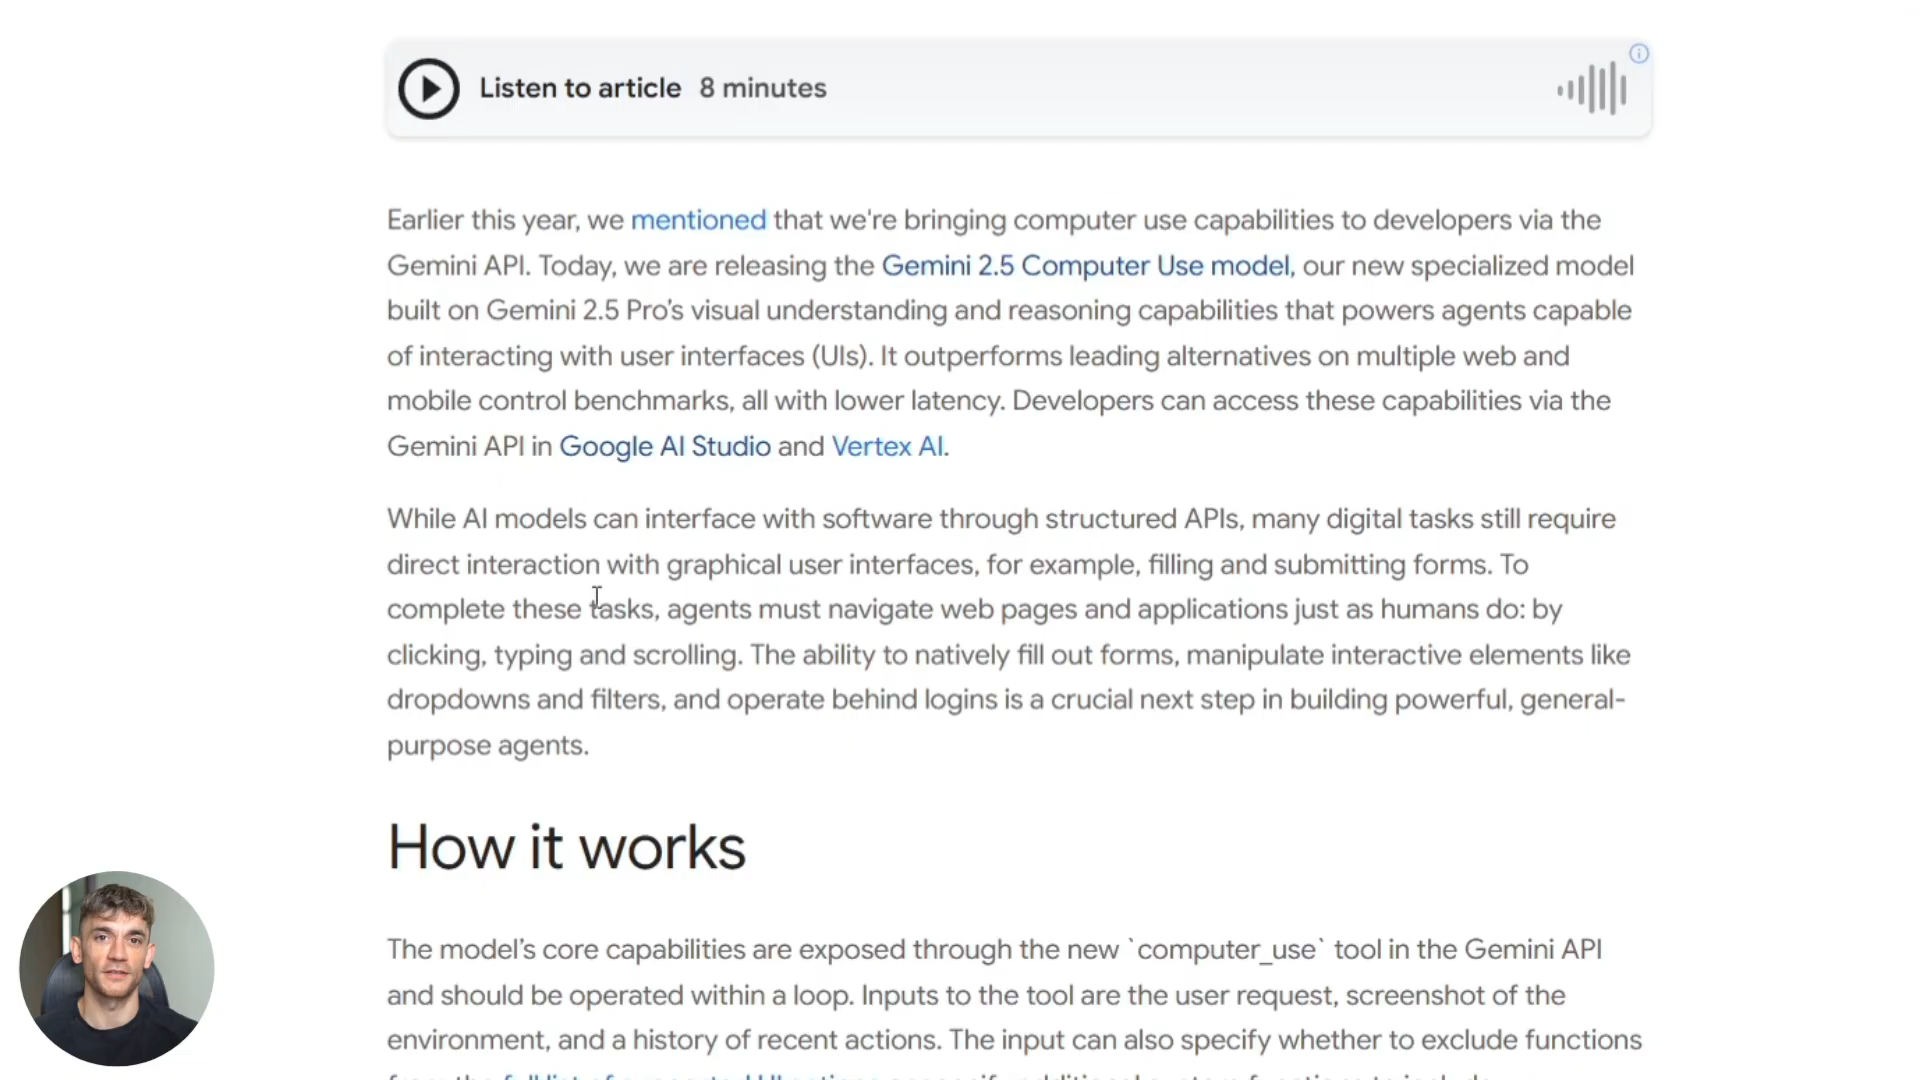 Listen to article 8 minutes
Earlier this year, we mentioned that we're bringing computer use capabilities to developers via the
Gemini API. Today, we are releasing the Gemini 2.5 Computer Use model, our new specialized model
built on Gemini 2.5 Pro's visual understanding and reasoning capabilities that powers agents capable
of interacting with user interfaces (UIs). It outperforms leading alternatives on multiple web and
mobile control benchmarks, all with lower latency. Developers can access these capabilities via the
Gemini API in Google AI Studio and Vertex AI.
While AI models can interface with software through structured APIs, many digital tasks still require
direct interaction with graphical user interfaces, for example, filling and submitting forms. To
complete these tasks, agents must navigate web pages and applications just as humans do: by
clicking, typing and scrolling. The ability to natively fill out forms, manipulate interactive elements like
dropdowns and filters, and operate behind logins is a crucial next step in building powerful, general-
purpose agents.
How it works
The model's core capabilities are exposed through the new `computer_use` tool in the Gemini API
and should be operated within a loop. Inputs to the tool are the user request, screenshot of the
environment, and a history of recent actions. The input can also specify whether to exclude functions